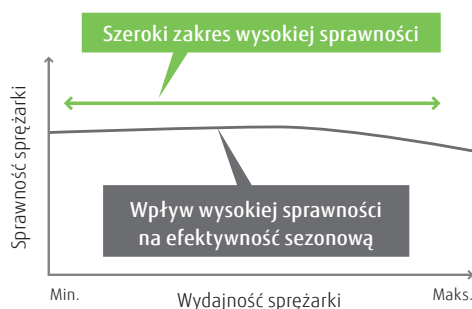 Szeroki zakres wysokiej sprawności
Sprawność sprężarki
Wpływ wysokiej sprawności
na efektywność sezonową
Min.
Wydajność sprężarki
Maks.